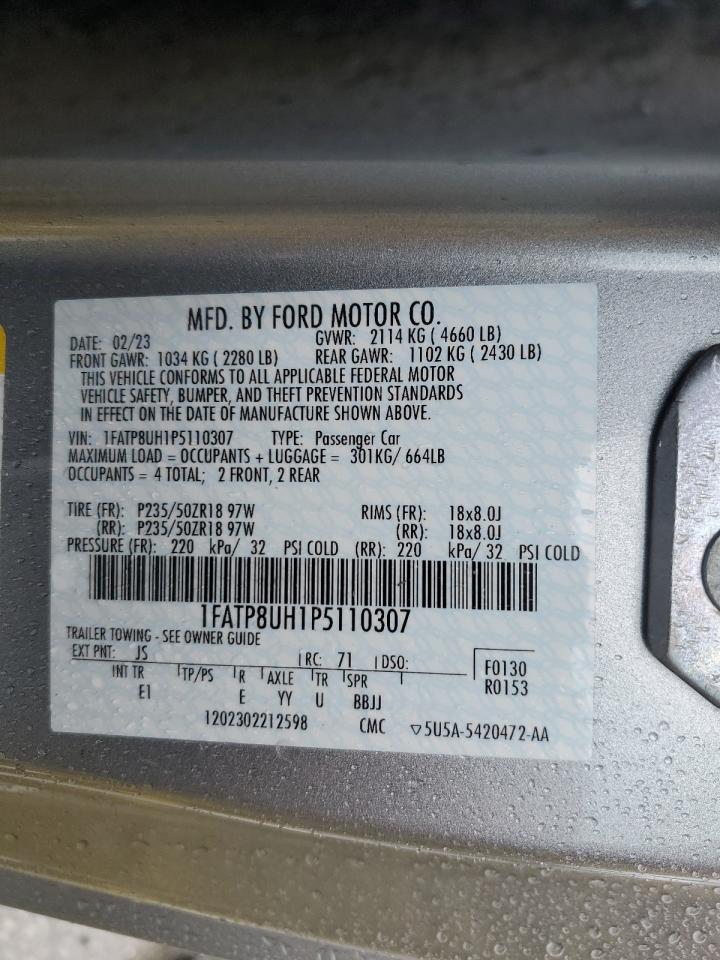 MFD. BY FORD MOTOR CO.
DATE: 02/23 GVWR: 2114 KG ( 4660 LB)
FRONT GAWR: 1034 KG ( 2280 LB) REAR GAWR: 1102 KG ( 2430 LB)
THIS VEHICLE CONFORMS TO ALL APPLICABLE FEDERAL MOTOR
VEHICLE SAFETY, BUMPER, AND THEFT PREVENTION STANDARDS
IN EFFECT ON THE DATE OF MANUFACTURE SHOWN ABOVE.
VIN: 1FATP8UH1P5110307 TYPE: Passenger Car
MAXIMUM LOAD = OCCUPANTS + LUGGAGE = 301KG/ 664LB
OCCUPANTS = 4 TOTAL; 2 FRONT, 2 REAR
TIRE (FR): P235/50ZR18 97W RIMS (FR): 18x8.0J
(RR): P235/50ZR18 97W (RR): 18x8.0J
PRESSURE (FR): 220 kPa/ 32 PSI COLD (RR): 220 kPa/ 32 PSI COLD
1FATP8UH1P5110307
TRAILER TOWING - SEE OWNER GUIDE
EXT PNT: JS RC: 71 DSO: F0130
INT TR TP/PS R AXLE TR SPR R0153
E1 E YY U BBJJ
1202302212598 CMC ▽5U5A-5420472-AA